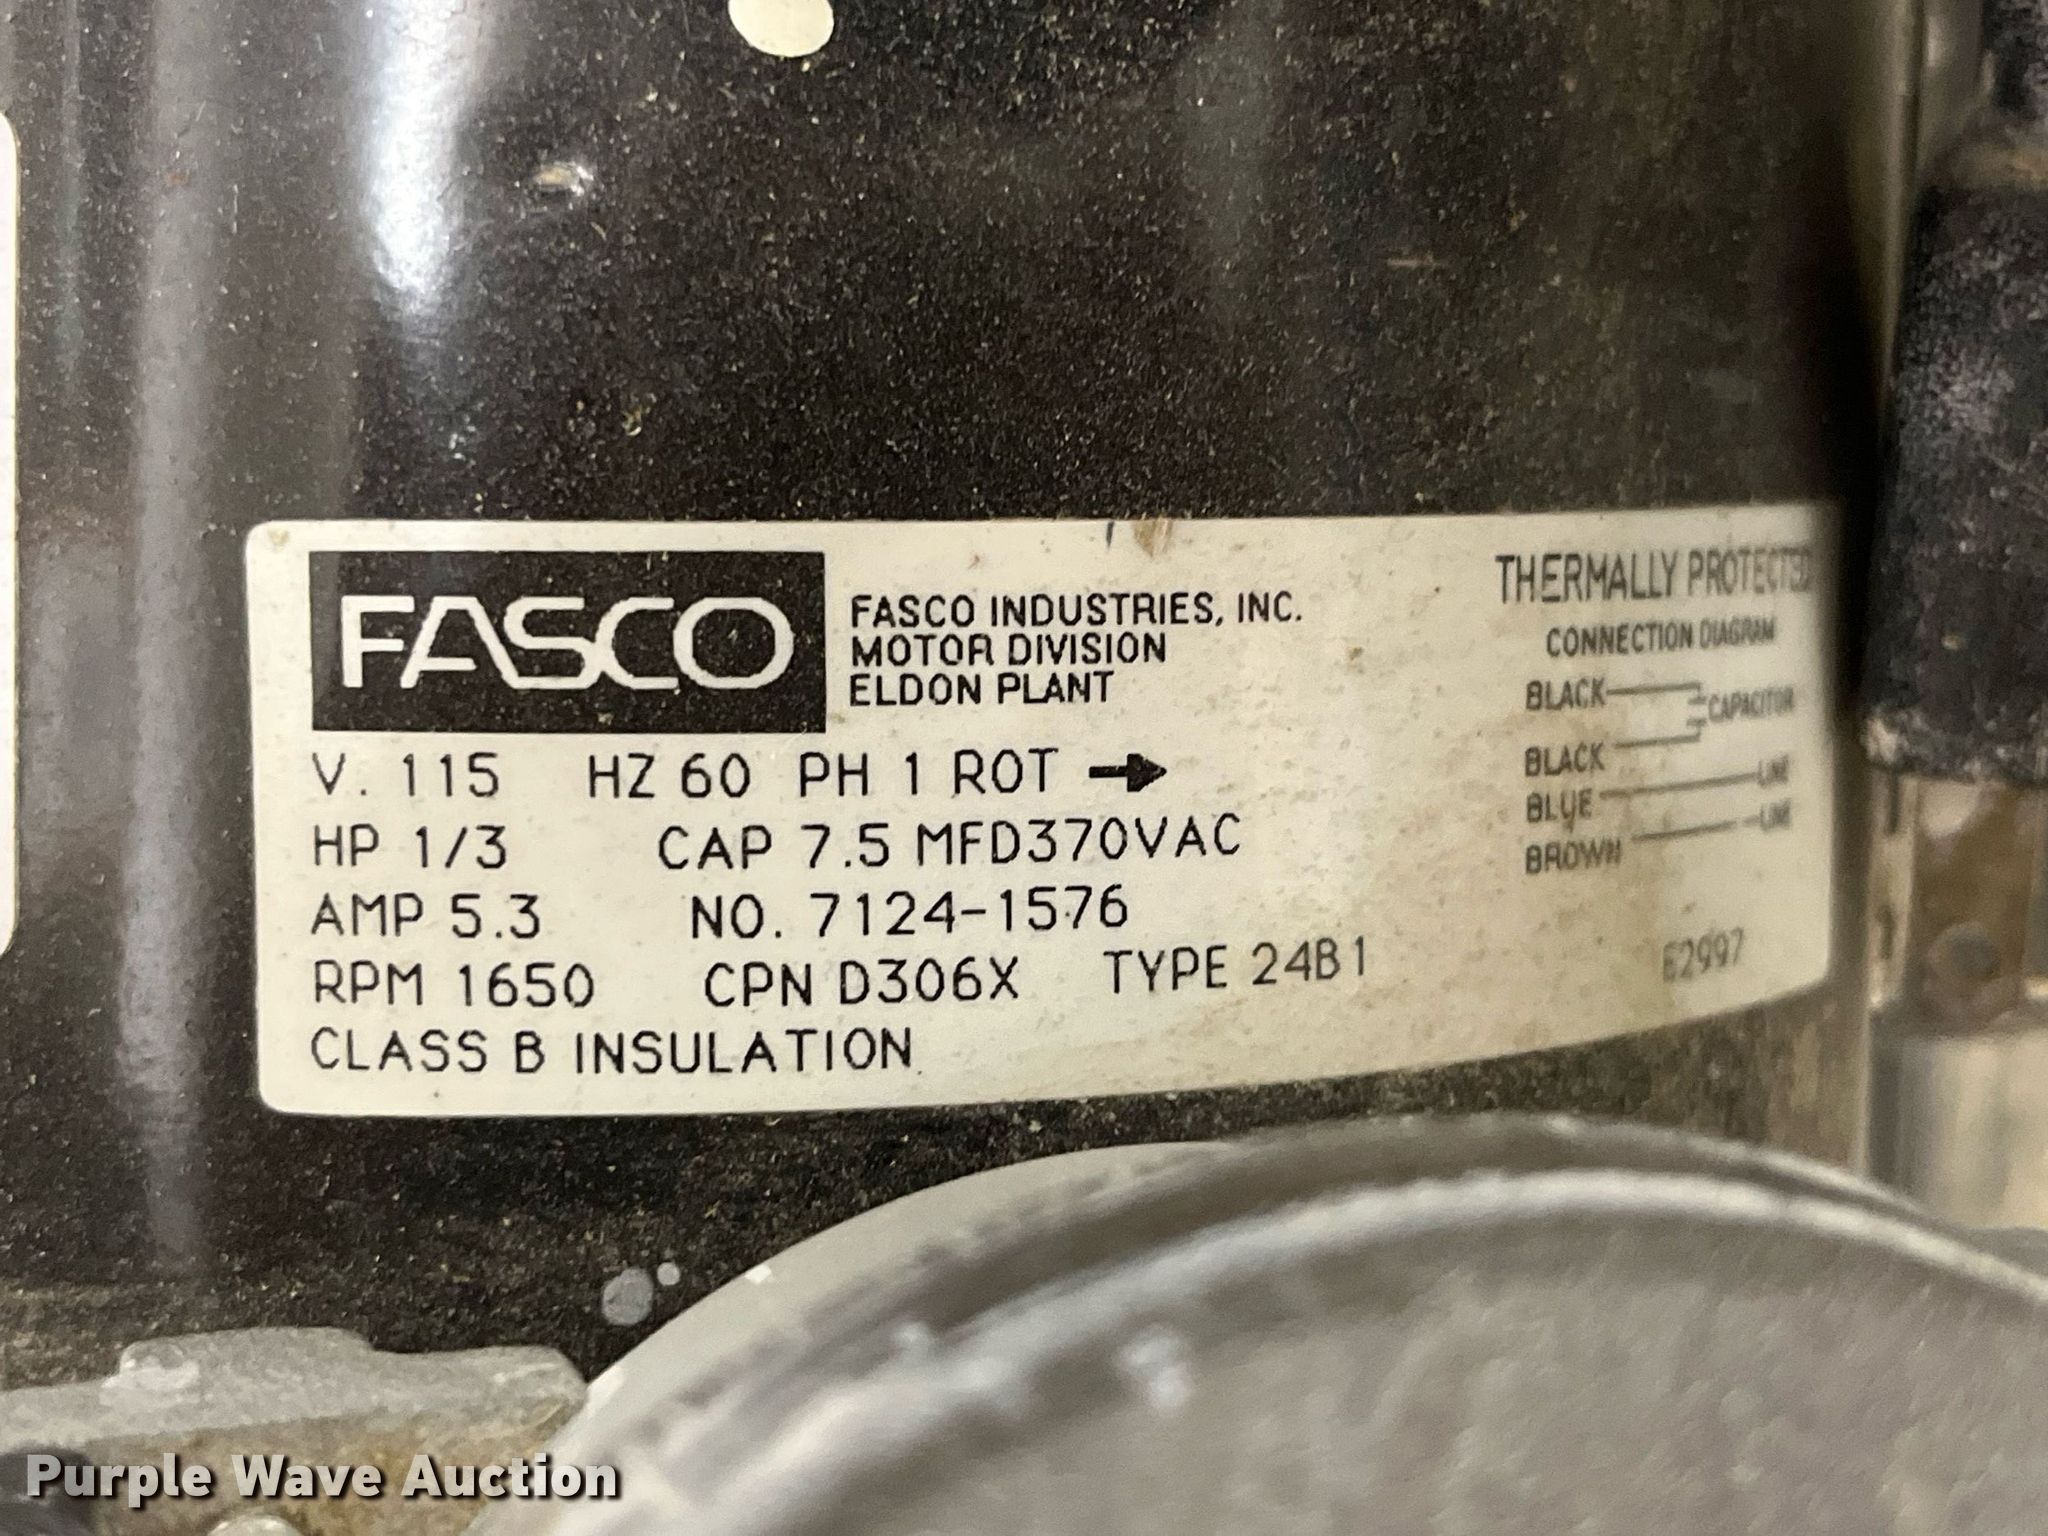 FASCO
FASCO INDUSTRIES, INC.
MOTOR DIVISION
ELDON PLANT
V. 115 HZ 60 PH 1 ROT →
HP 1/3 CAP 7.5 MFD370VAC
AMP 5.3 NO. 7124-1576
RPM 1650 CPN D306X TYPE 24B1
CLASS B INSULATION
THERMALLY PROTECTED
CONNECTION DIAGRAM
BLACK
CAPACITOR
BLACK
BLUE LINE
BROWN LINE
E2997
Purple Wave Auction